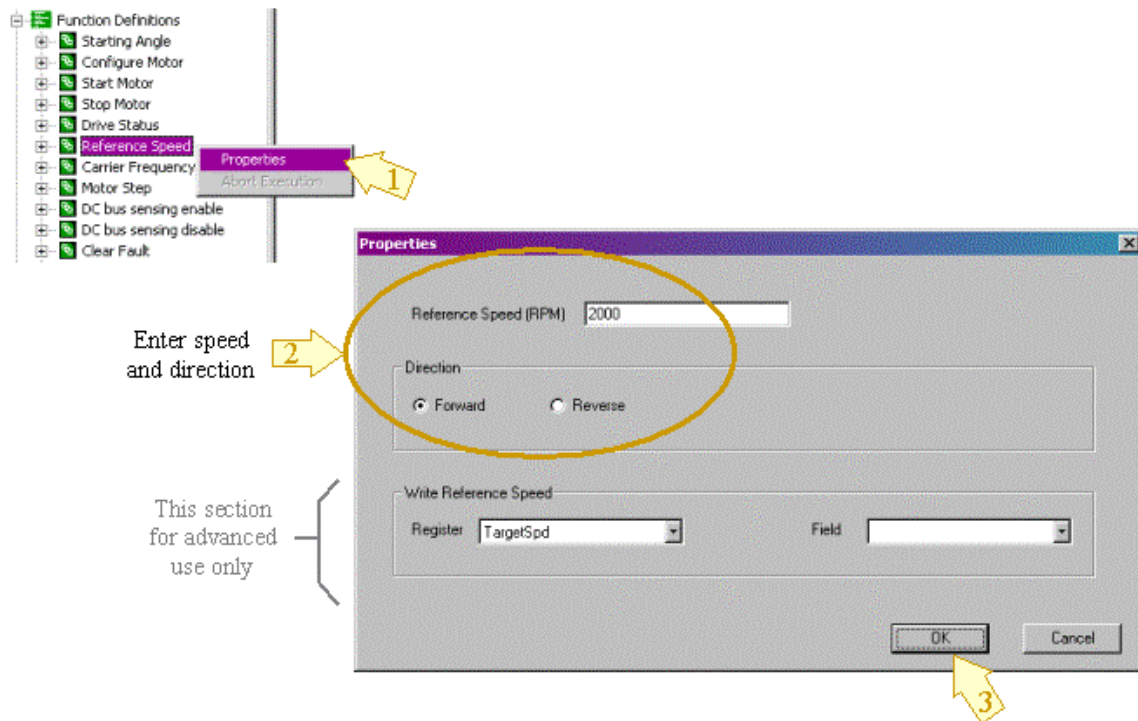 Function Definitions
Starting Angle
Configure Motor
Start Motor
Stop Motor
Drive Status
Reference Speed
Carrier Frequency
Motor Step
DC bus sensing enable
DC bus sensing disable
Clear Fault
Properties
Abort Execution
1
Properties
Reference Speed (RPM) 2000
Enter speed
and direction
2
Direction
Forward Reverse
This section
for advanced
use only
Write Reference Speed
Register TargetSpd Field
OK Cancel
3